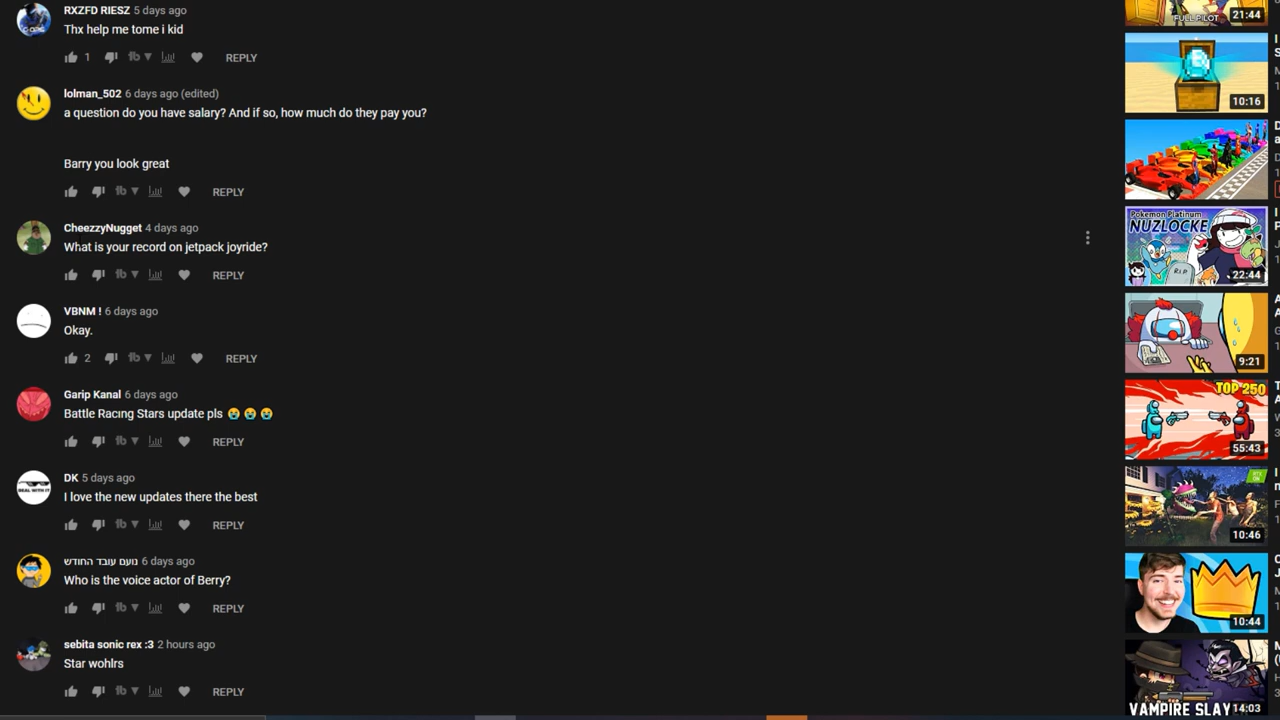 RXZFD RIESZ 5 days ago
Thx help me tome i kid
1 REPLY
lolman_502 6 days ago (edited)
a question do you have salary? And if so, how much do they pay you?
Barry you look great
REPLY
CheezzyNugget 4 days ago
What is your record on jetpack joyride?
REPLY
VBNM ! 6 days ago
Okay.
2 REPLY
Garip Kanal 6 days ago
Battle Racıng Stars update pls 😭 😭 😭
REPLY
DK 5 days ago
I love the new updates there the best
REPLY
נועם עובד החודש 6 days ago
Who is the voice actor of Berry?
REPLY
sebita sonic rex :3 2 hours ago
Star wohlrs
REPLY
FULL PILOT
21:44
10:16
Pokemon Platinum
NUZLOCKE
R.I.P
22:44
9:21
TOP 250
55:43
10:46
10:44
VAMPIRE SLAY
14:03